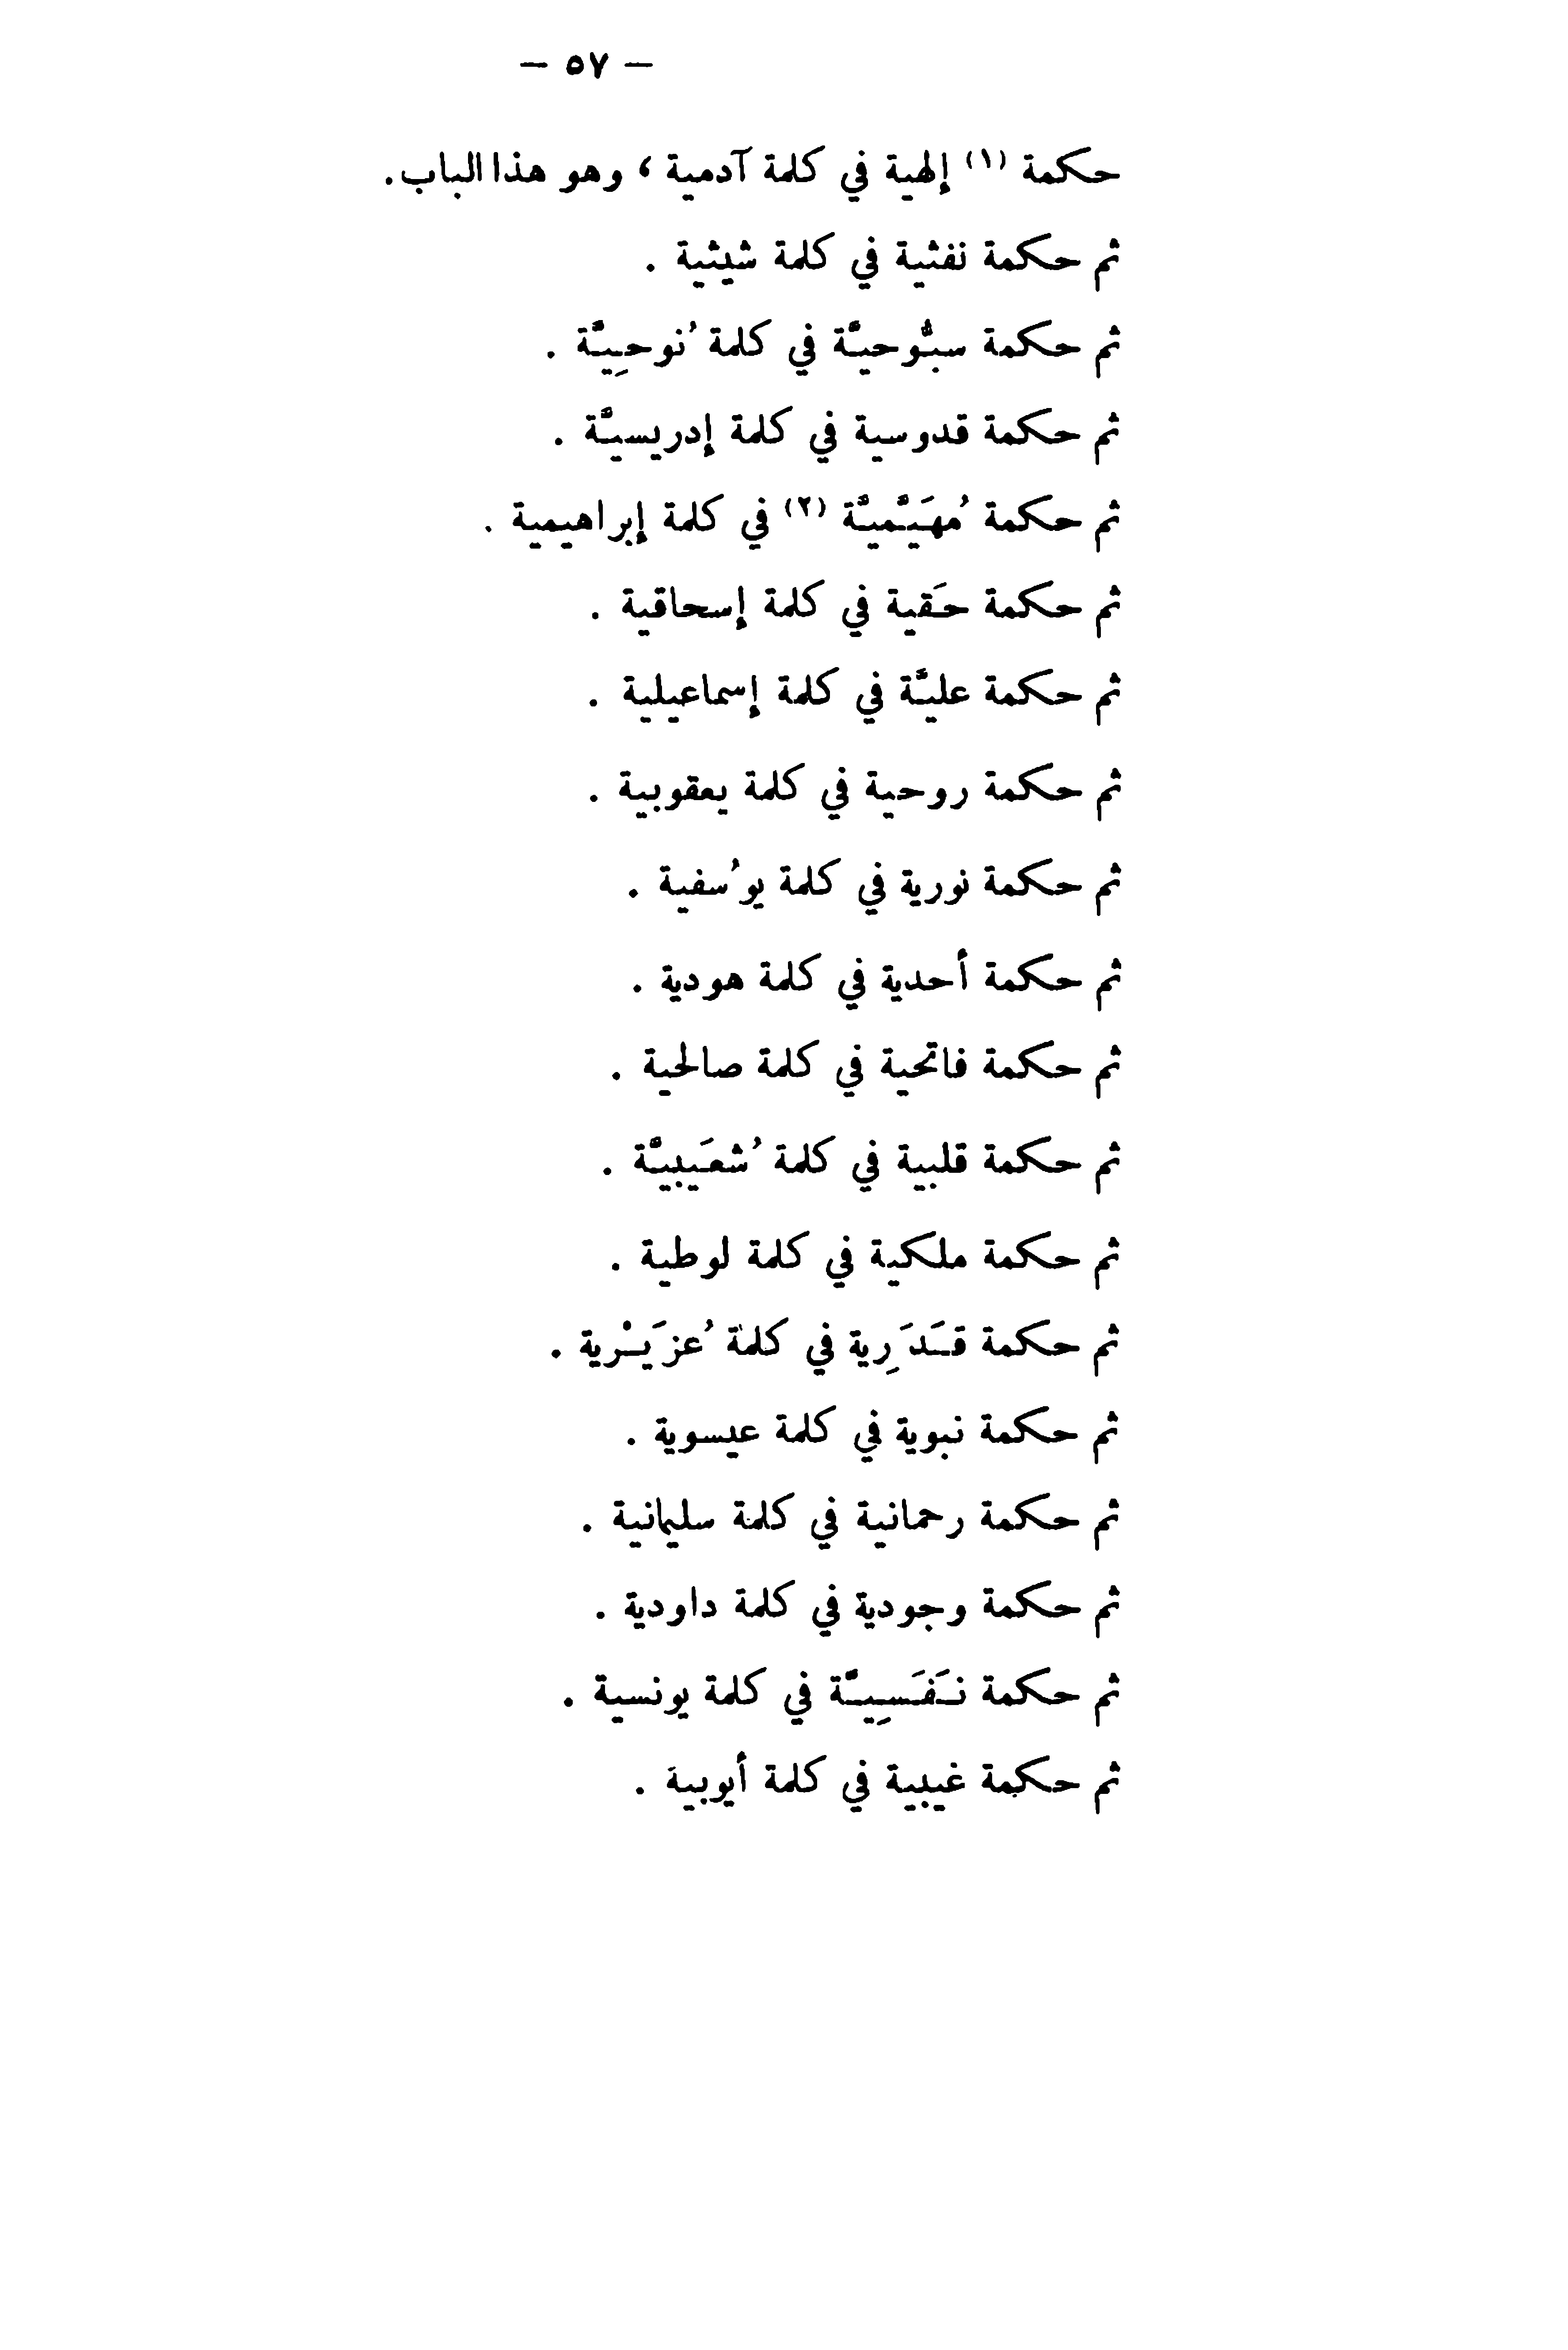 — ٥٧ —
حكمة (١) إلهية في كلمة آدمية ، وهو هذا الباب .
ثم حكمة نفثية في كلمة شيثية .
ثم حكمة سبُّوحيَّة في كلمة نُوحِيَّة .
ثم حكمة قدوسية في كلمة إدريسيَّة .
ثم حكمة مُهَيَّميَّة (٢) في كلمة إبراهيمية .
ثم حكمة حَقية في كلمة إسحاقية .
ثم حكمة عليَّة في كلمة إسماعيلية .
ثم حكمة روحية في كلمة يعقوبية .
ثم حكمة نورية في كلمة يوُسفية .
ثم حكمة أحدية في كلمة هودية .
ثم حكمة فاتحية في كلمة صالحية .
ثم حكمة قلبية في كلمة شُعَيبيَّة .
ثم حكمة ملكية في كلمة لوطية .
ثم حكمة قَدَرِية في كلمة عُزَيْرية .
ثم حكمة نبوية في كلمة عيسوية .
ثم حكمة رحمانية في كلمة سليمانية .
ثم حكمة وجودية في كلمة داودية .
ثم حكمة نَفَسِيَّة في كلمة يونسية .
ثم حكمة غيبية في كلمة أيوبية .